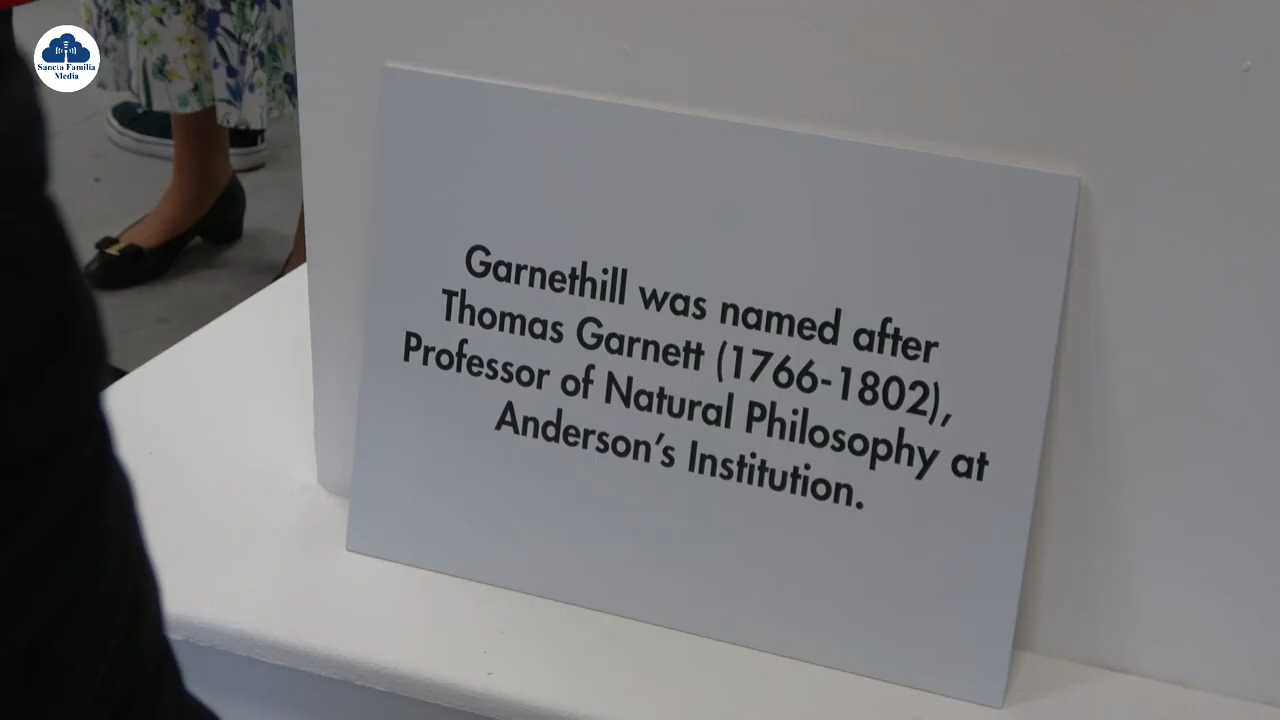 Sancta Familia
Media
Garnethill was named after
Thomas Garnett (1766-1802),
Professor of Natural Philosophy at
Anderson's Institution.